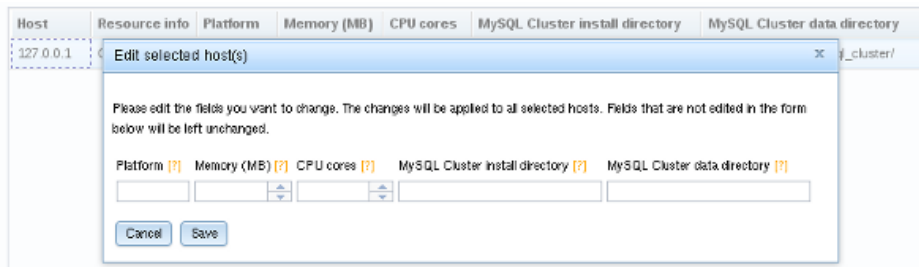 Host Resource info Platform Memory (MB) CPU cores MySQL Cluster install directory MySQL Cluster data directory
127.0.0.1
Edit selected host(s) x
Please edit the fields you want to change. The changes will be applied to all selected hosts. Fields that are not edited in the form
below will be left unchanged.
Platform [?] Memory (MB) [?] CPU cores [?] MySQL Cluster install directory [?] MySQL Cluster data directory [?]
Cancel Save